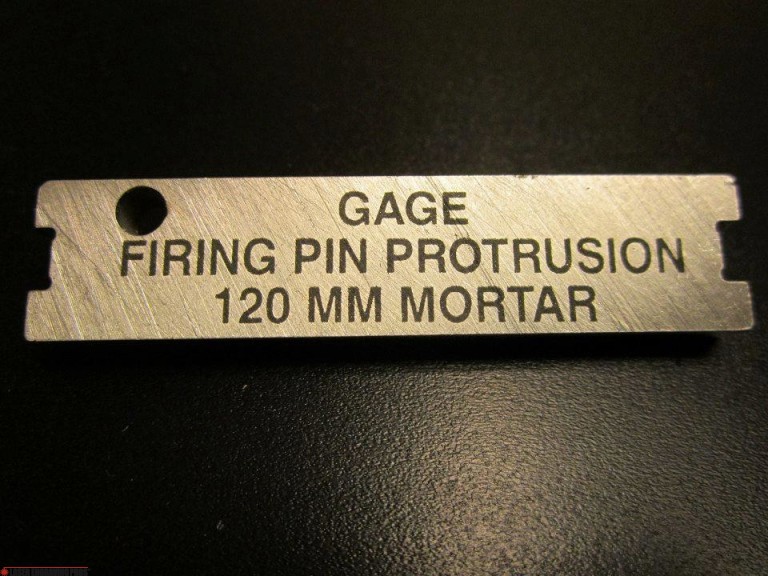 GAGE
FIRING PIN PROTRUSION
120 MM MORTAR